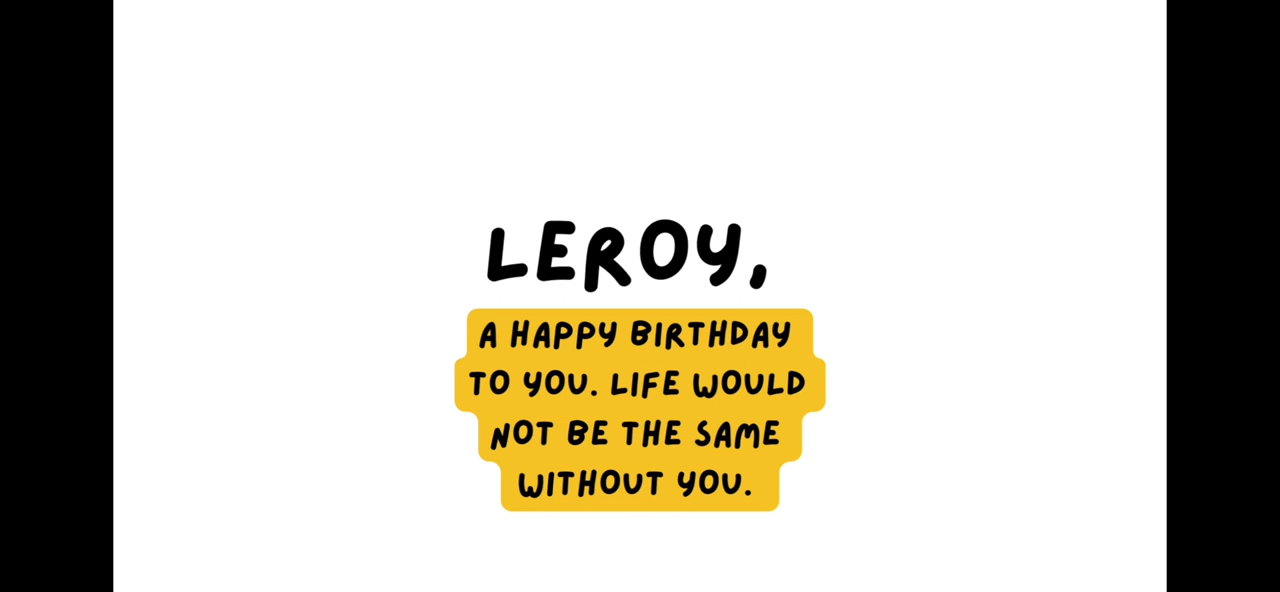 LEROY,
A HAPPY BIRTHDAY
TO YOU. LIFE WOULD
NOT BE THE SAME
WITHOUT YOU.